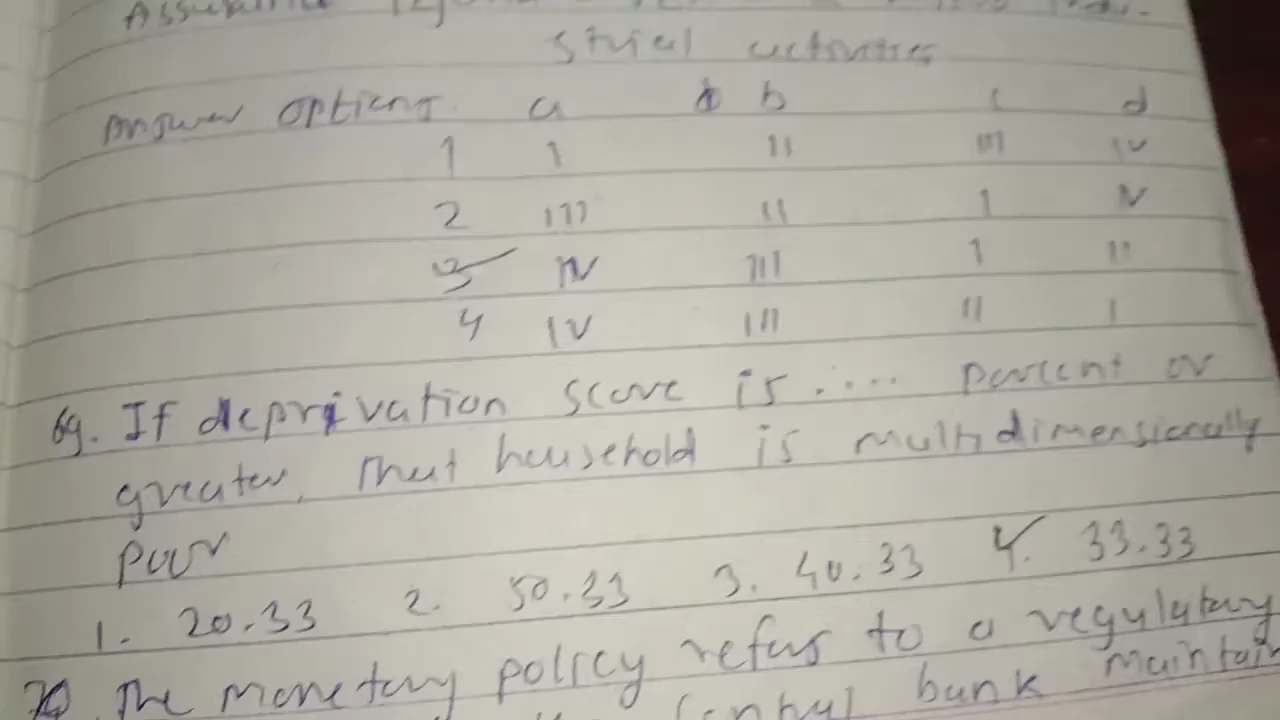 strial activities
Answer options. a b c d
1 I II III IV
2 III II I IV
3 IV III I II
4 IV III II I
69. If deprivation score is .... percent or
greater, that household is multidimensionally
poor
1. 20.33 2. 50.33 3. 40.33 4. 33.33
70. The monetary policy refers to a regulatory
central bank maintain